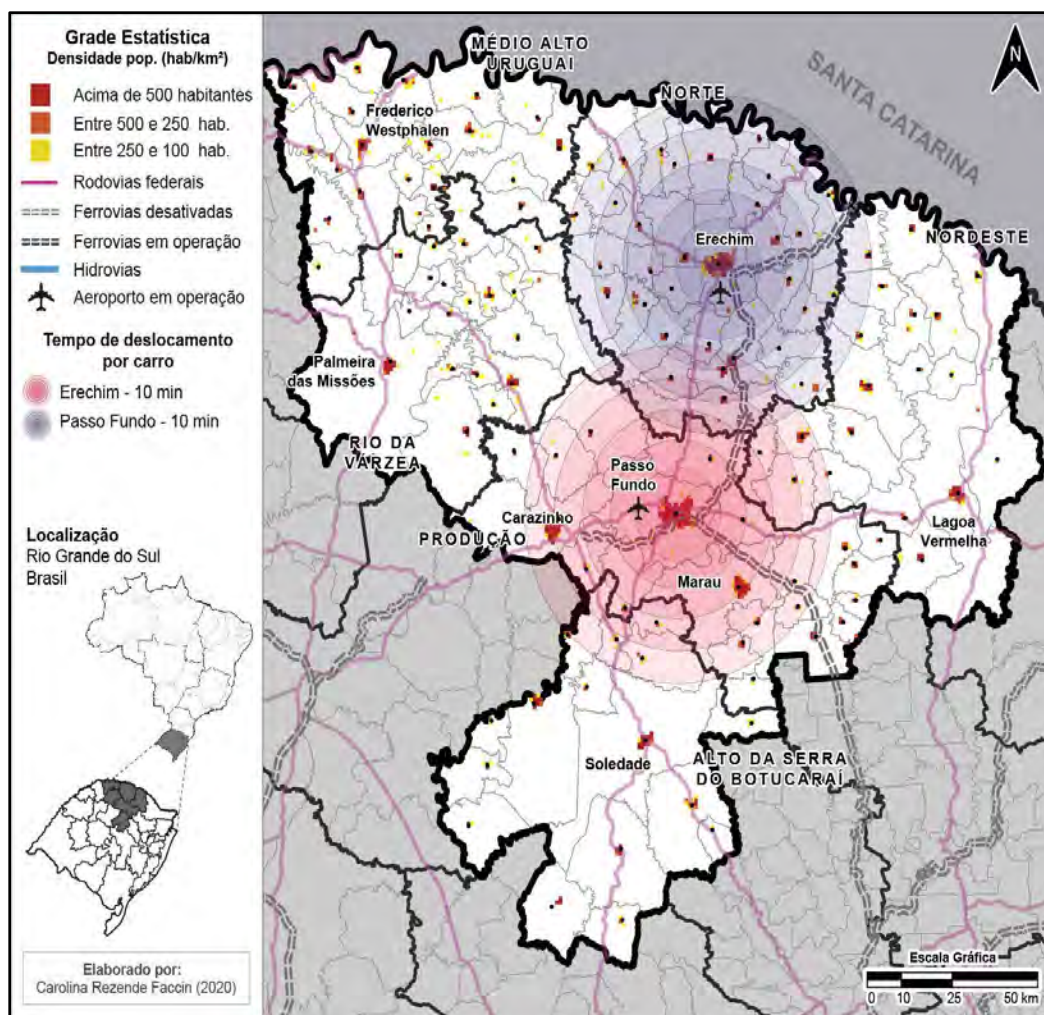 Grade Estatística
Densidade pop. (hab/km²)
Acima de 500 habitantes
Entre 500 e 250 hab.
Entre 250 e 100 hab.
Rodovias federais
Ferrovias desativadas
Ferrovias em operação
Hidrovias
Aeroporto em operação
Tempo de deslocamento
por carro
Erechim - 10 min
Passo Fundo - 10 min
Localização
Rio Grande do Sul
Brasil
Elaborado por:
Carolina Rezende Faccin (2020)
MÉDIO ALTO
URUGUAI
NORTE
SANTA CATARINA
N
Frederico
Westphalen
Erechim
NORDESTE
Palmeira
das Missões
RIO DA
VÁRZEA
Passo
Fundo
Carazinho
PRODUÇÃO
Lagoa
Vermelha
Marau
Soledade
ALTO DA SERRA
DO BOTUCARAÍ
Escala Gráfica
0 10 25 50 km